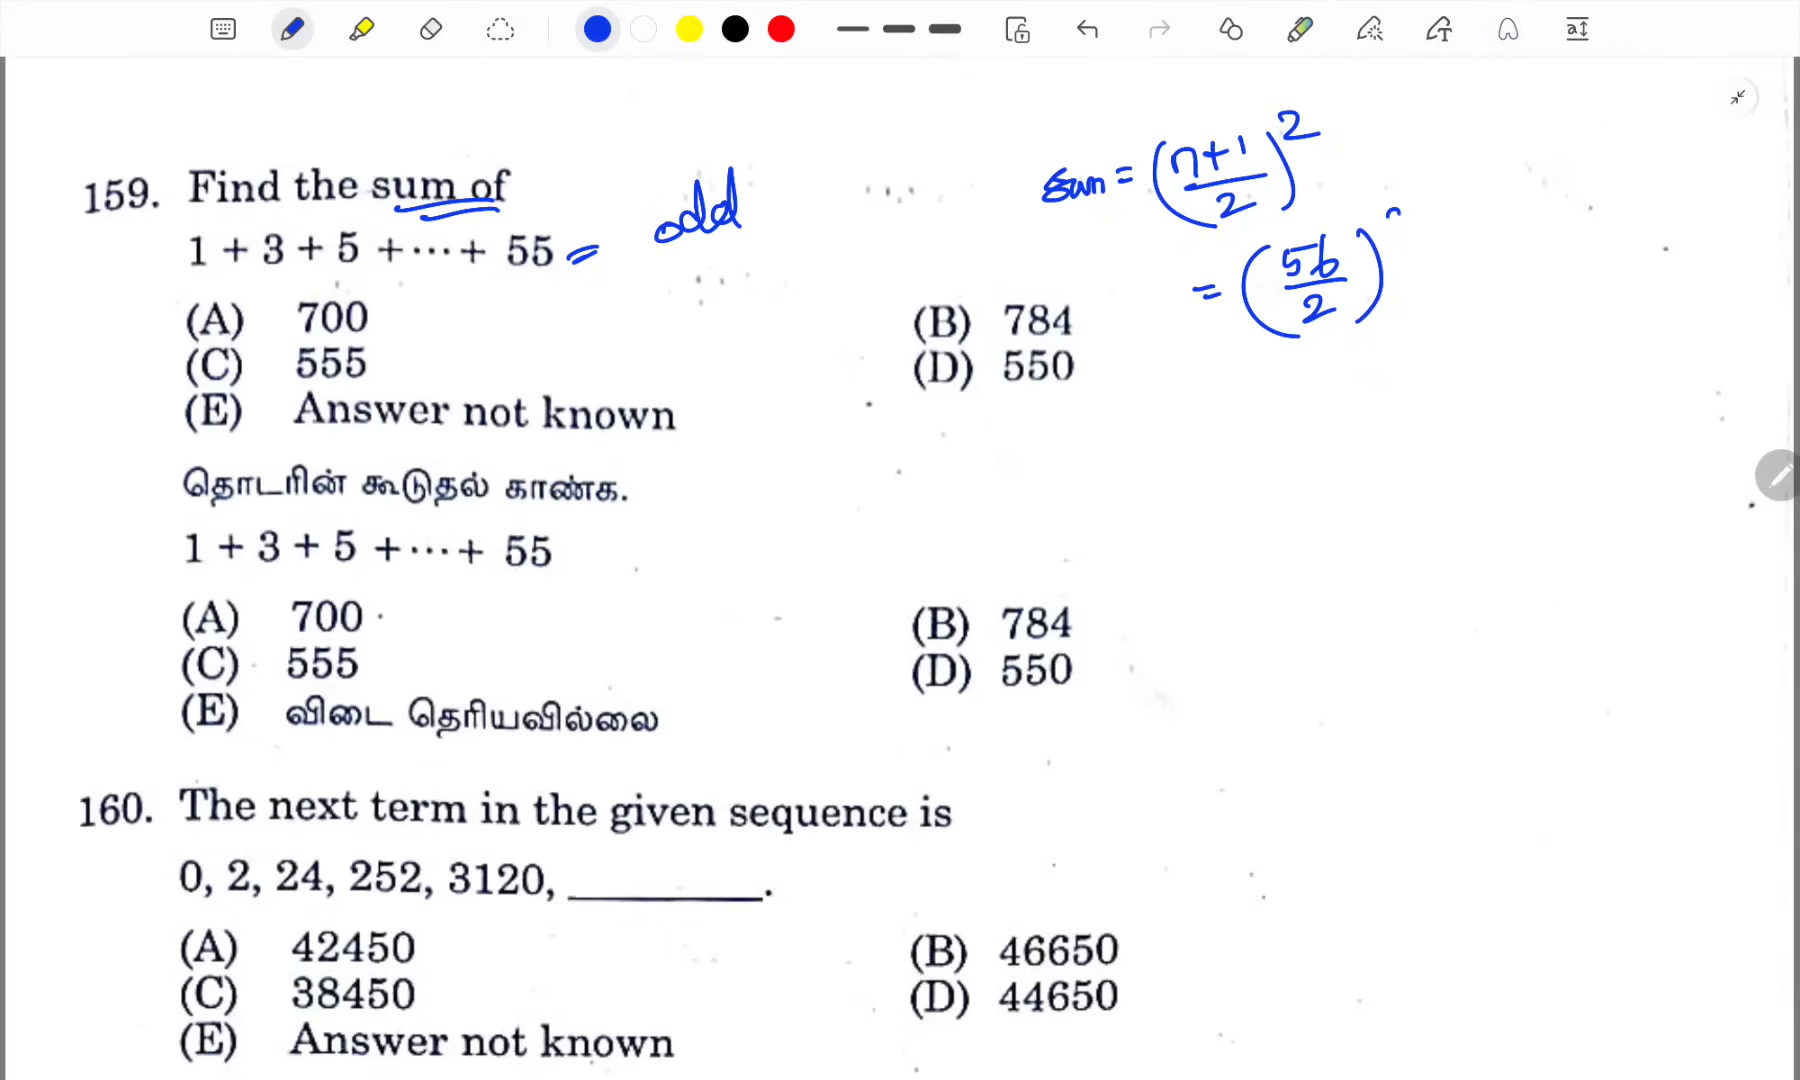 159. Find the sum of
1 + 3 + 5 + ⋯ + 55 =
odd
sum = (n+1/2)2
= (56/2)
(A) 700
(B) 784
(C) 555
(D) 550
(E) Answer not known
தொடரின் கூடுதல் காண்க.
1 + 3 + 5 + ⋯ + 55
(A) 700
(B) 784
(C) 555
(D) 550
(E) விடை தெரியவில்லை
160. The next term in the given sequence is
0, 2, 24, 252, 3120, ________.
(A) 42450
(B) 46650
(C) 38450
(D) 44650
(E) Answer not known